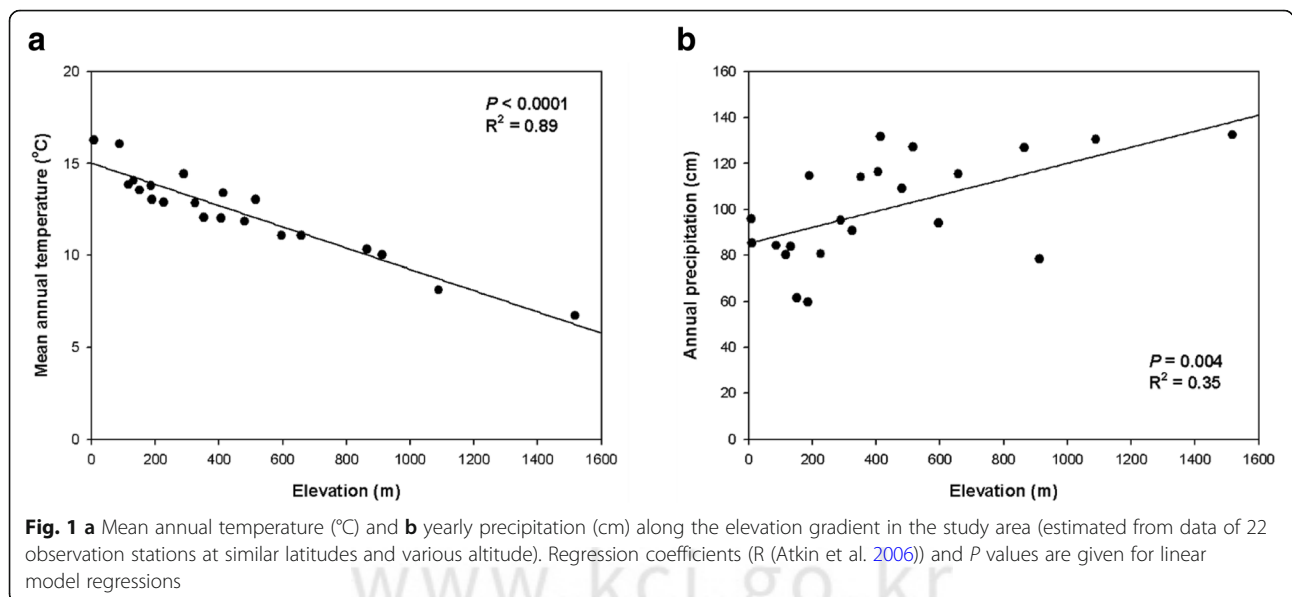 a
20
15
10
5
0
Mean annual temperature (°C)
P < 0.0001
R² = 0.89
0 200 400 600 800 1000 1200 1400 1600
Elevation (m)
b
160
140
120
100
80
60
40
20
0
Annual precipitation (cm)
P = 0.004
R² = 0.35
0 200 400 600 800 1000 1200 1400 1600
Elevation (m)
Fig. 1 a Mean annual temperature (°C) and b yearly precipitation (cm) along the elevation gradient in the study area (estimated from data of 22
observation stations at similar latitudes and various altitude). Regression coefficients (R (Atkin et al. 2006)) and P values are given for linear
model regressions
www.kci.go.kr